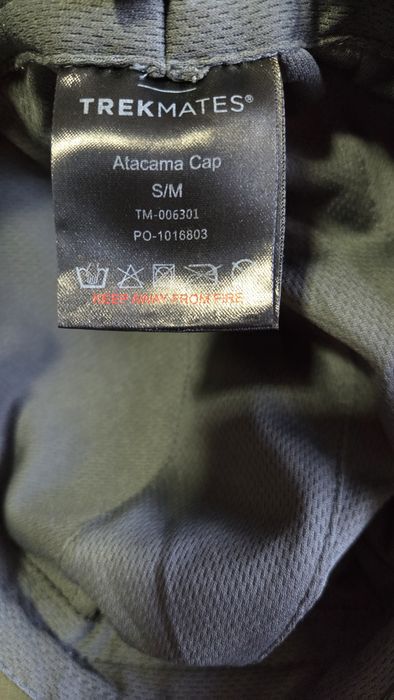 TREKMATES®
Atacama Cap
S/M
TM-006301
PO-1016803
KEEP AWAY FROM FIRE